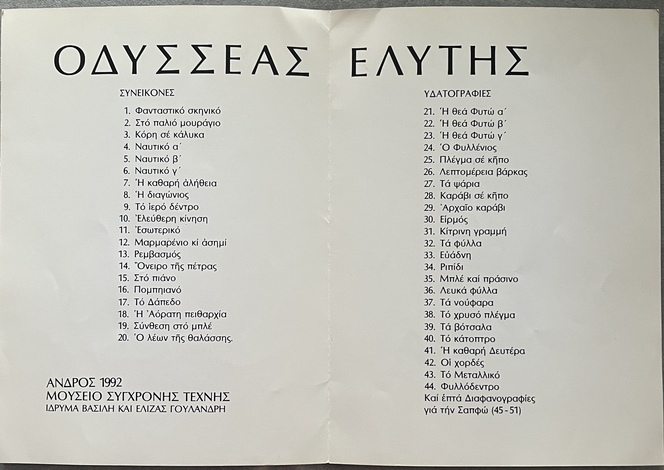 ΟΔΥΣΣΕΑΣ ΕΛΥΤΗΣ
ΣΥΝΕΙΚΟΝΕΣ
1. Φανταστικό σκηνικό
2. Στό παλιό μουράγιο
3. Κόρη σέ κάλυκα
4. Ναυτικό α΄
5. Ναυτικό β΄
6. Ναυτικό γ΄
7. Ἡ καθαρή ἀλήθεια
8. Ἡ διαγώνιος
9. Τό ἱερό δέντρο
10. Ἐλεύθερη κίνηση
11. Ἐσωτερικό
12. Μαρμαρένιο κί ἀσημί
13. Ρεμβασμός
14. Ὄνειρο τῆς πέτρας
15. Στό πιάνο
16. Πομπηιανό
17. Τό Δάπεδο
18. Ἡ Ἀόρατη πειθαρχία
19. Σύνθεση στό μπλέ
20. Ὁ λέων τῆς θαλάσσης.
ΑΝΔΡΟΣ 1992
ΜΟΥΣΕΙΟ ΣΥΓΧΡΟΝΗΣ ΤΕΧΝΗΣ
ΙΔΡΥΜΑ ΒΑΣΙΛΗ ΚΑΙ ΕΛΙΖΑΣ ΓΟΥΛΑΝΔΡΗ
ΥΔΑΤΟΓΡΑΦΙΕΣ
21. Ἡ θεά Φυτώ α΄
22. Ἡ θεά Φυτώ β΄
23. Ἡ θεά Φυτώ γ΄
24. Ὁ Φυλλένιος
25. Πλέγμα σέ κῆπο
26. Λεπτομέρεια βάρκας
27. Τά ψάρια
28. Καράβι σέ κῆπο
29. Ἀρχαῖο καράβι
30. Εἱρμός
31. Κίτρινη γραμμή
32. Τά φύλλα
33. Εὐάδνη
34. Ριπίδι
35. Μπλέ καί πράσινο
36. Λευκά φύλλα
37. Τά νούφαρα
38. Τό χρυσό πλέγμα
39. Τά βότσαλα
40. Τό κάτοπτρο
41. Ἡ καθαρή Δευτέρα
42. Οἱ χορδές
43. Τό Μεταλλικό
44. Φυλλόδεντρο
Καί ἑπτά Διαφανογραφίες
γιά τήν Σαπφώ (45-51)